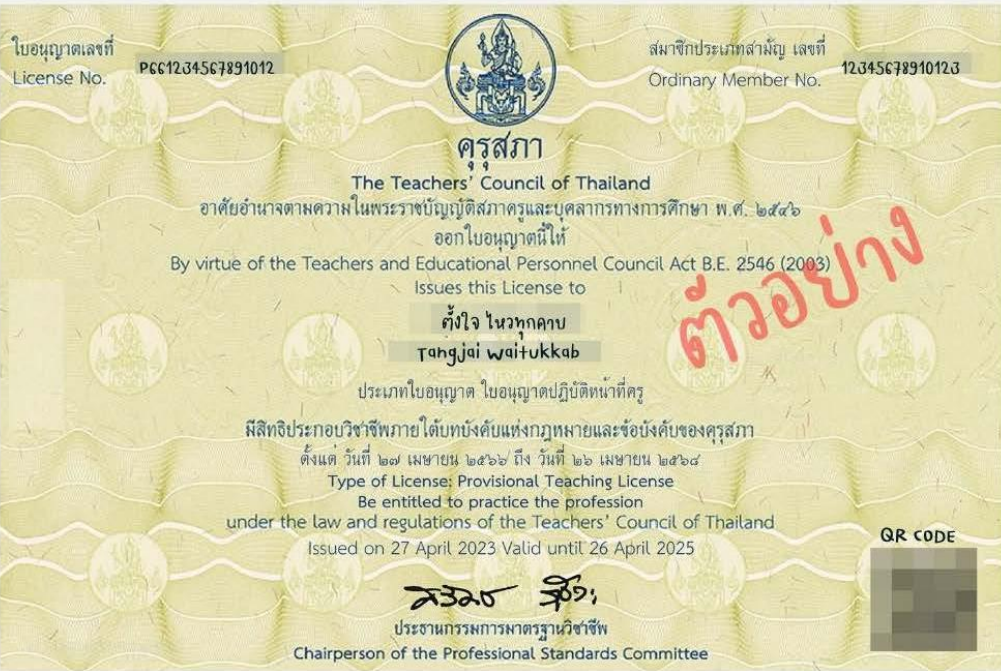 ใบอนุญาตเลขที่
License No.
P661234567891012
สมาชิกประเภทสามัญ เลขที่
Ordinary Member No.
12345678910123
คุรุสภา
The Teachers' Council of Thailand
อาศัยอำนาจตามความในพระราชบัญญัติสภาครูและบุคลากรทางการศึกษา พ.ศ. ๒๕๔๖
ออกใบอนุญาตนี้ให้
By virtue of the Teachers and Educational Personnel Council Act B.E. 2546 (2003)
Issues this License to
ตั้งใจ ไหวทุกคาบ
Tangjai Waitukkab
ตัวอย่าง
ประเภทใบอนุญาต ใบอนุญาตปฏิบัติหน้าที่ครู
มีสิทธิประกอบวิชาชีพภายใต้บทบังคับแห่งกฎหมายและข้อบังคับของคุรุสภา
ตั้งแต่ วันที่ ๒๗ เมษายน ๒๕๖๖ ถึง วันที่ ๒๖ เมษายน ๒๕๖๘
Type of License: Provisional Teaching License
Be entitled to practice the profession
under the law and regulations of the Teachers' Council of Thailand
Issued on 27 April 2023 Valid until 26 April 2025
QR CODE
ประธานกรรมการมาตรฐานวิชาชีพ
Chairperson of the Professional Standards Committee